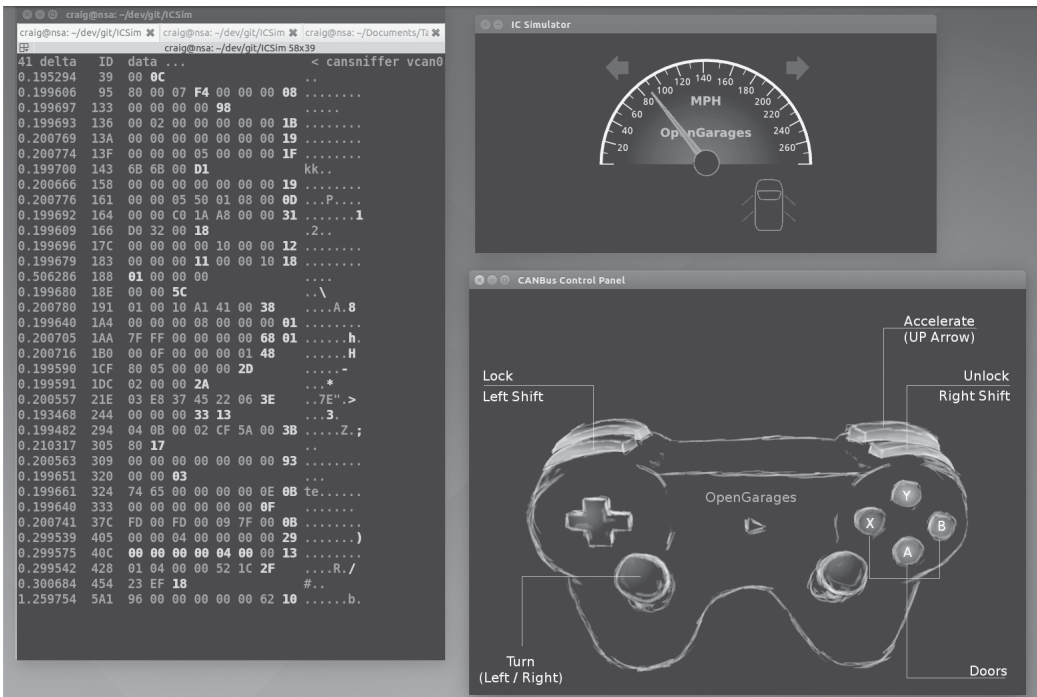 craig@nsa: ~/dev/git/ICSim
craig@nsa: ~/dev/git/ICSim ✖ craig@nsa: ~/dev/git/ICSim ✖ craig@nsa: ~/Documents/Ta ✖
craig@nsa: ~/dev/git/ICSim 58x39
41 delta ID data ... < cansniffer vcan0
0.195294 39 00 0C ..
0.199606 95 80 00 07 F4 00 00 00 08 ........
0.199697 133 00 00 00 00 98 .....
0.199693 136 00 02 00 00 00 00 00 1B ........
0.200769 13A 00 00 00 00 00 00 00 19 ........
0.200774 13F 00 00 00 05 00 00 00 1F ........
0.199700 143 6B 6B 00 D1 kk..
0.200666 158 00 00 00 00 00 00 00 19 ........
0.200776 161 00 00 05 50 01 08 00 0D ...P....
0.199692 164 00 00 C0 1A A8 00 00 31 .......1
0.199609 166 D0 32 00 18 .2..
0.199696 17C 00 00 00 00 10 00 00 12 ........
0.199679 183 00 00 00 11 00 00 10 18 ........
0.506286 188 01 00 00 00 ....
0.199680 18E 00 00 5C ..\
0.200780 191 01 00 10 A1 41 00 38 ....A.8
0.199640 1A4 00 00 00 08 00 00 00 01 ........
0.200705 1AA 7F FF 00 00 00 00 68 01 ......h.
0.200716 1B0 00 0F 00 00 00 01 48 ......H
0.199590 1CF 80 05 00 00 00 2D .....-
0.199591 1DC 02 00 00 2A ...*
0.200557 21E 03 E8 37 45 22 06 3E ..7E".>
0.193468 244 00 00 00 33 13 ...3.
0.199482 294 04 0B 00 02 CF 5A 00 3B .....Z.;
0.210317 305 80 17 ..
0.200563 309 00 00 00 00 00 00 00 93 ........
0.199651 320 00 00 03 ...
0.199661 324 74 65 00 00 00 00 0E 0B te......
0.199640 333 00 00 00 00 00 00 0F .......
0.200741 37C FD 00 FD 00 09 7F 00 0B ........
0.299539 405 00 00 04 00 00 00 00 29 .......)
0.299575 40C 00 00 00 00 04 00 00 13 ........
0.299542 428 01 04 00 00 52 1C 2F ....R./
0.300684 454 23 EF 18 #..
1.259754 5A1 96 00 00 00 00 00 62 10 ......b.
IC Simulator
20 40 60 80 100 120 140 160 180 200 220 240 260
MPH
OpenGarages
CANBus Control Panel
Accelerate
(UP Arrow)
Lock
Left Shift
Unlock
Right Shift
OpenGarages
Y
X
B
A
Turn
(Left / Right)
Doors